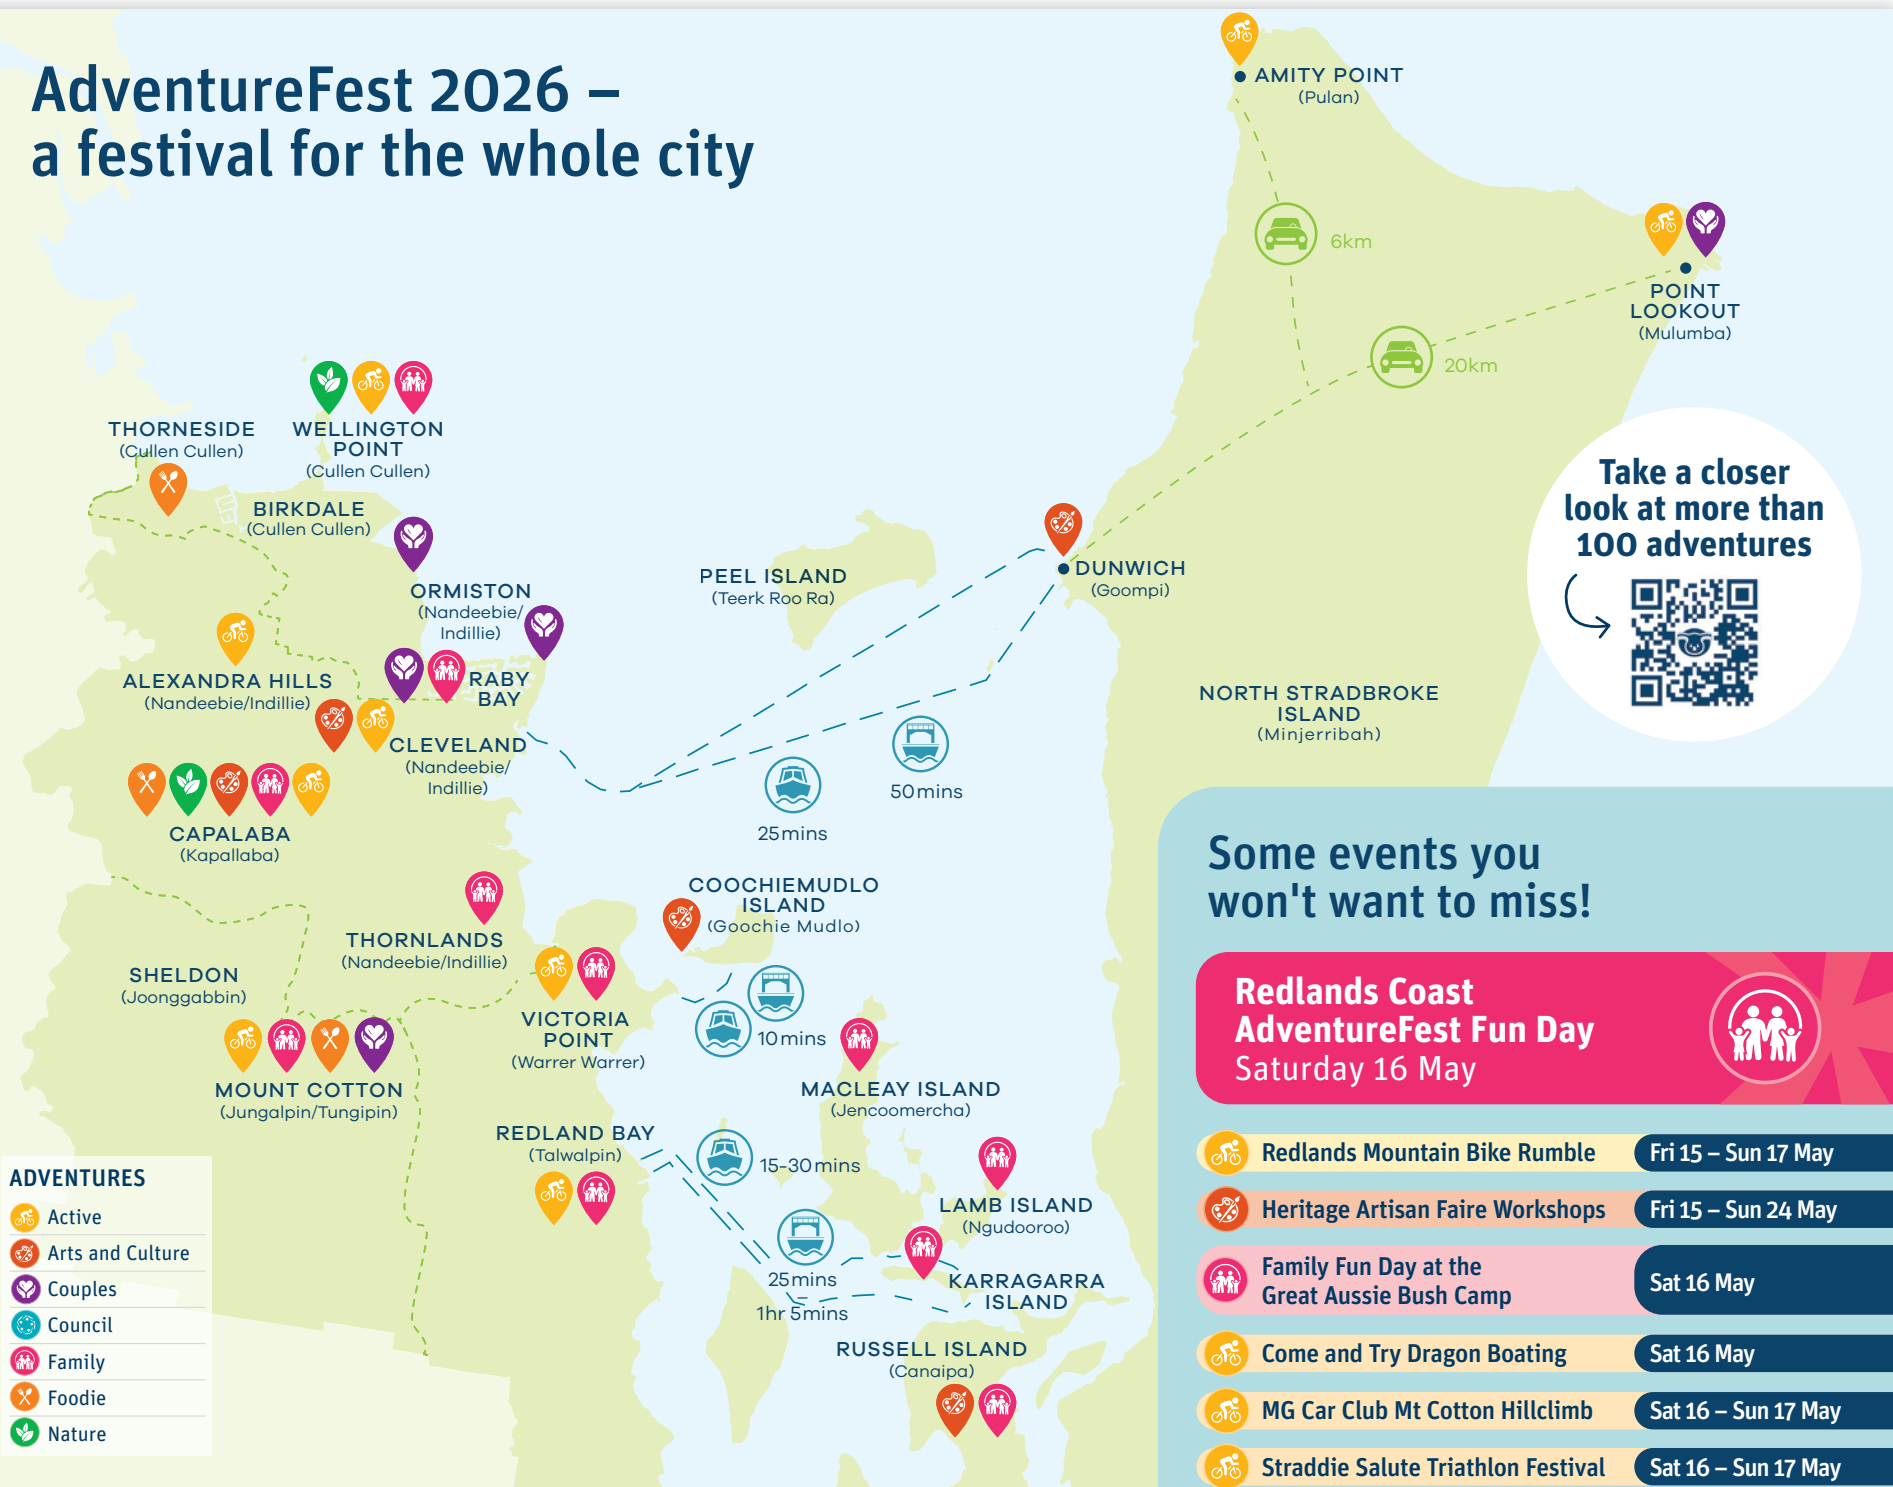 AdventureFest 2026 –
a festival for the whole city
AMITY POINT
(Pulan)
6km
POINT
LOOKOUT
(Mulumba)
20km
THORNESIDE
(Cullen Cullen)
WELLINGTON
POINT
(Cullen Cullen)
BIRKDALE
(Cullen Cullen)
ORMISTON
(Nandeebie/
Indillie)
PEEL ISLAND
(Teerk Roo Ra)
DUNWICH
(Goompi)
Take a closer
look at more than
100 adventures
ALEXANDRA HILLS
(Nandeebie/Indillie)
RABY
BAY
NORTH STRADBROKE
ISLAND
(Minjerribah)
CLEVELAND
(Nandeebie/
Indillie)
50mins
25mins
CAPALABA
(Kapallaba)
COOCHIEMUDLO
ISLAND
(Goochie Mudlo)
THORNLANDS
(Nandeebie/Indillie)
SHELDON
(Joonggabbin)
VICTORIA
POINT
(Warrer Warrer)
10mins
MOUNT COTTON
(Jungalpin/Tungipin)
MACLEAY ISLAND
(Jencoomercha)
REDLAND BAY
(Talwalpin)
15-30mins
LAMB ISLAND
(Ngudooroo)
25mins
1hr 5mins
KARRAGARRA
ISLAND
RUSSELL ISLAND
(Canaipa)
ADVENTURES
Active
Arts and Culture
Couples
Council
Family
Foodie
Nature
Some events you
won't want to miss!
Redlands Coast
AdventureFest Fun Day
Saturday 16 May
Redlands Mountain Bike Rumble
Fri 15 – Sun 17 May
Heritage Artisan Faire Workshops
Fri 15 – Sun 24 May
Family Fun Day at the
Great Aussie Bush Camp
Sat 16 May
Come and Try Dragon Boating
Sat 16 May
MG Car Club Mt Cotton Hillclimb
Sat 16 – Sun 17 May
Straddie Salute Triathlon Festival
Sat 16 – Sun 17 May